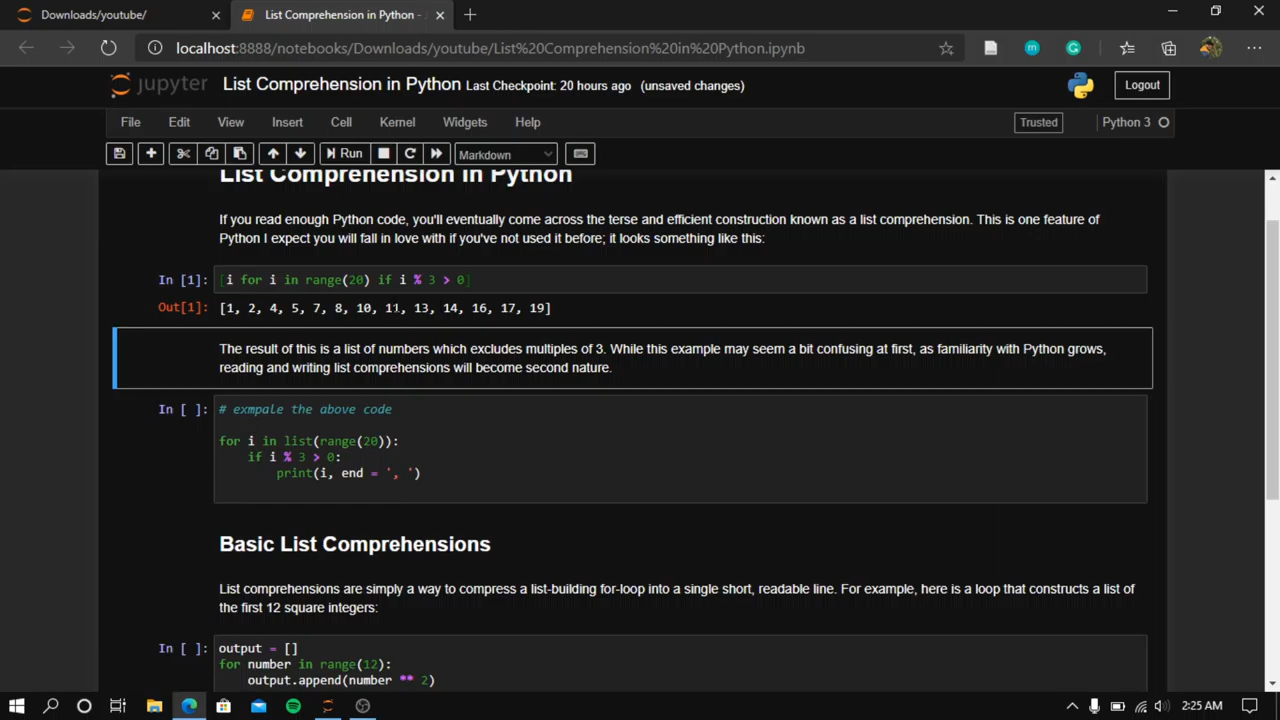 Downloads/youtube/
List Comprehension in Python -
localhost:8888/notebooks/Downloads/youtube/List%20Comprehension%20in%20Python.ipynb
jupyter List Comprehension in Python Last Checkpoint: 20 hours ago (unsaved changes) Logout
File Edit View Insert Cell Kernel Widgets Help Trusted Python 3
Run Markdown
List Comprehension in Python
If you read enough Python code, you'll eventually come across the terse and efficient construction known as a list comprehension. This is one feature of
Python I expect you will fall in love with if you've not used it before; it looks something like this:
In [1]: [i for i in range(20) if i % 3 > 0]
Out[1]: [1, 2, 4, 5, 7, 8, 10, 11, 13, 14, 16, 17, 19]
The result of this is a list of numbers which excludes multiples of 3. While this example may seem a bit confusing at first, as familiarity with Python grows,
reading and writing list comprehensions will become second nature.
In [ ]: # exmpale the above code
for i in list(range(20)):
if i % 3 > 0:
print(i, end = ', ')
Basic List Comprehensions
List comprehensions are simply a way to compress a list-building for-loop into a single short, readable line. For example, here is a loop that constructs a list of
the first 12 square integers:
In [ ]: output = []
for number in range(12):
output.append(number ** 2)
2:25 AM